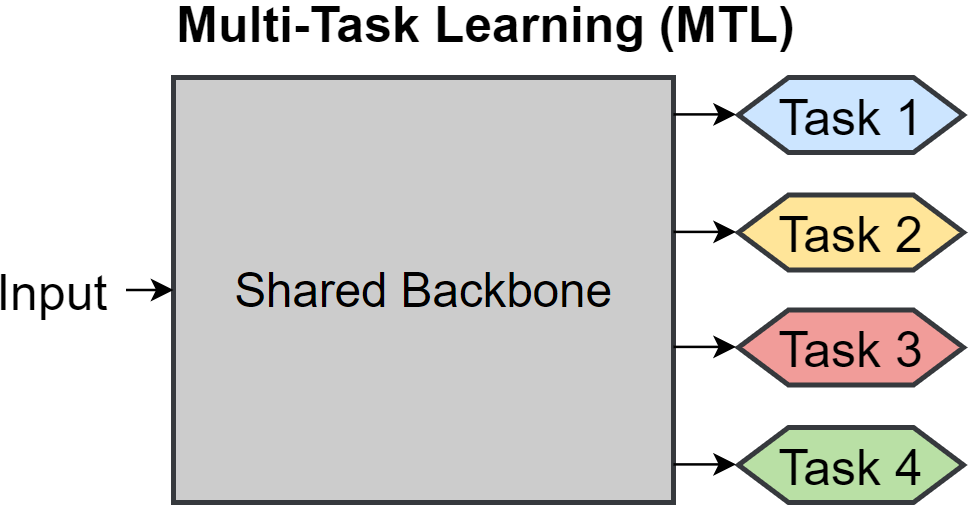 Multi-Task Learning (MTL)
Task 1
Task 2
Input
Shared Backbone
Task 3
Task 4